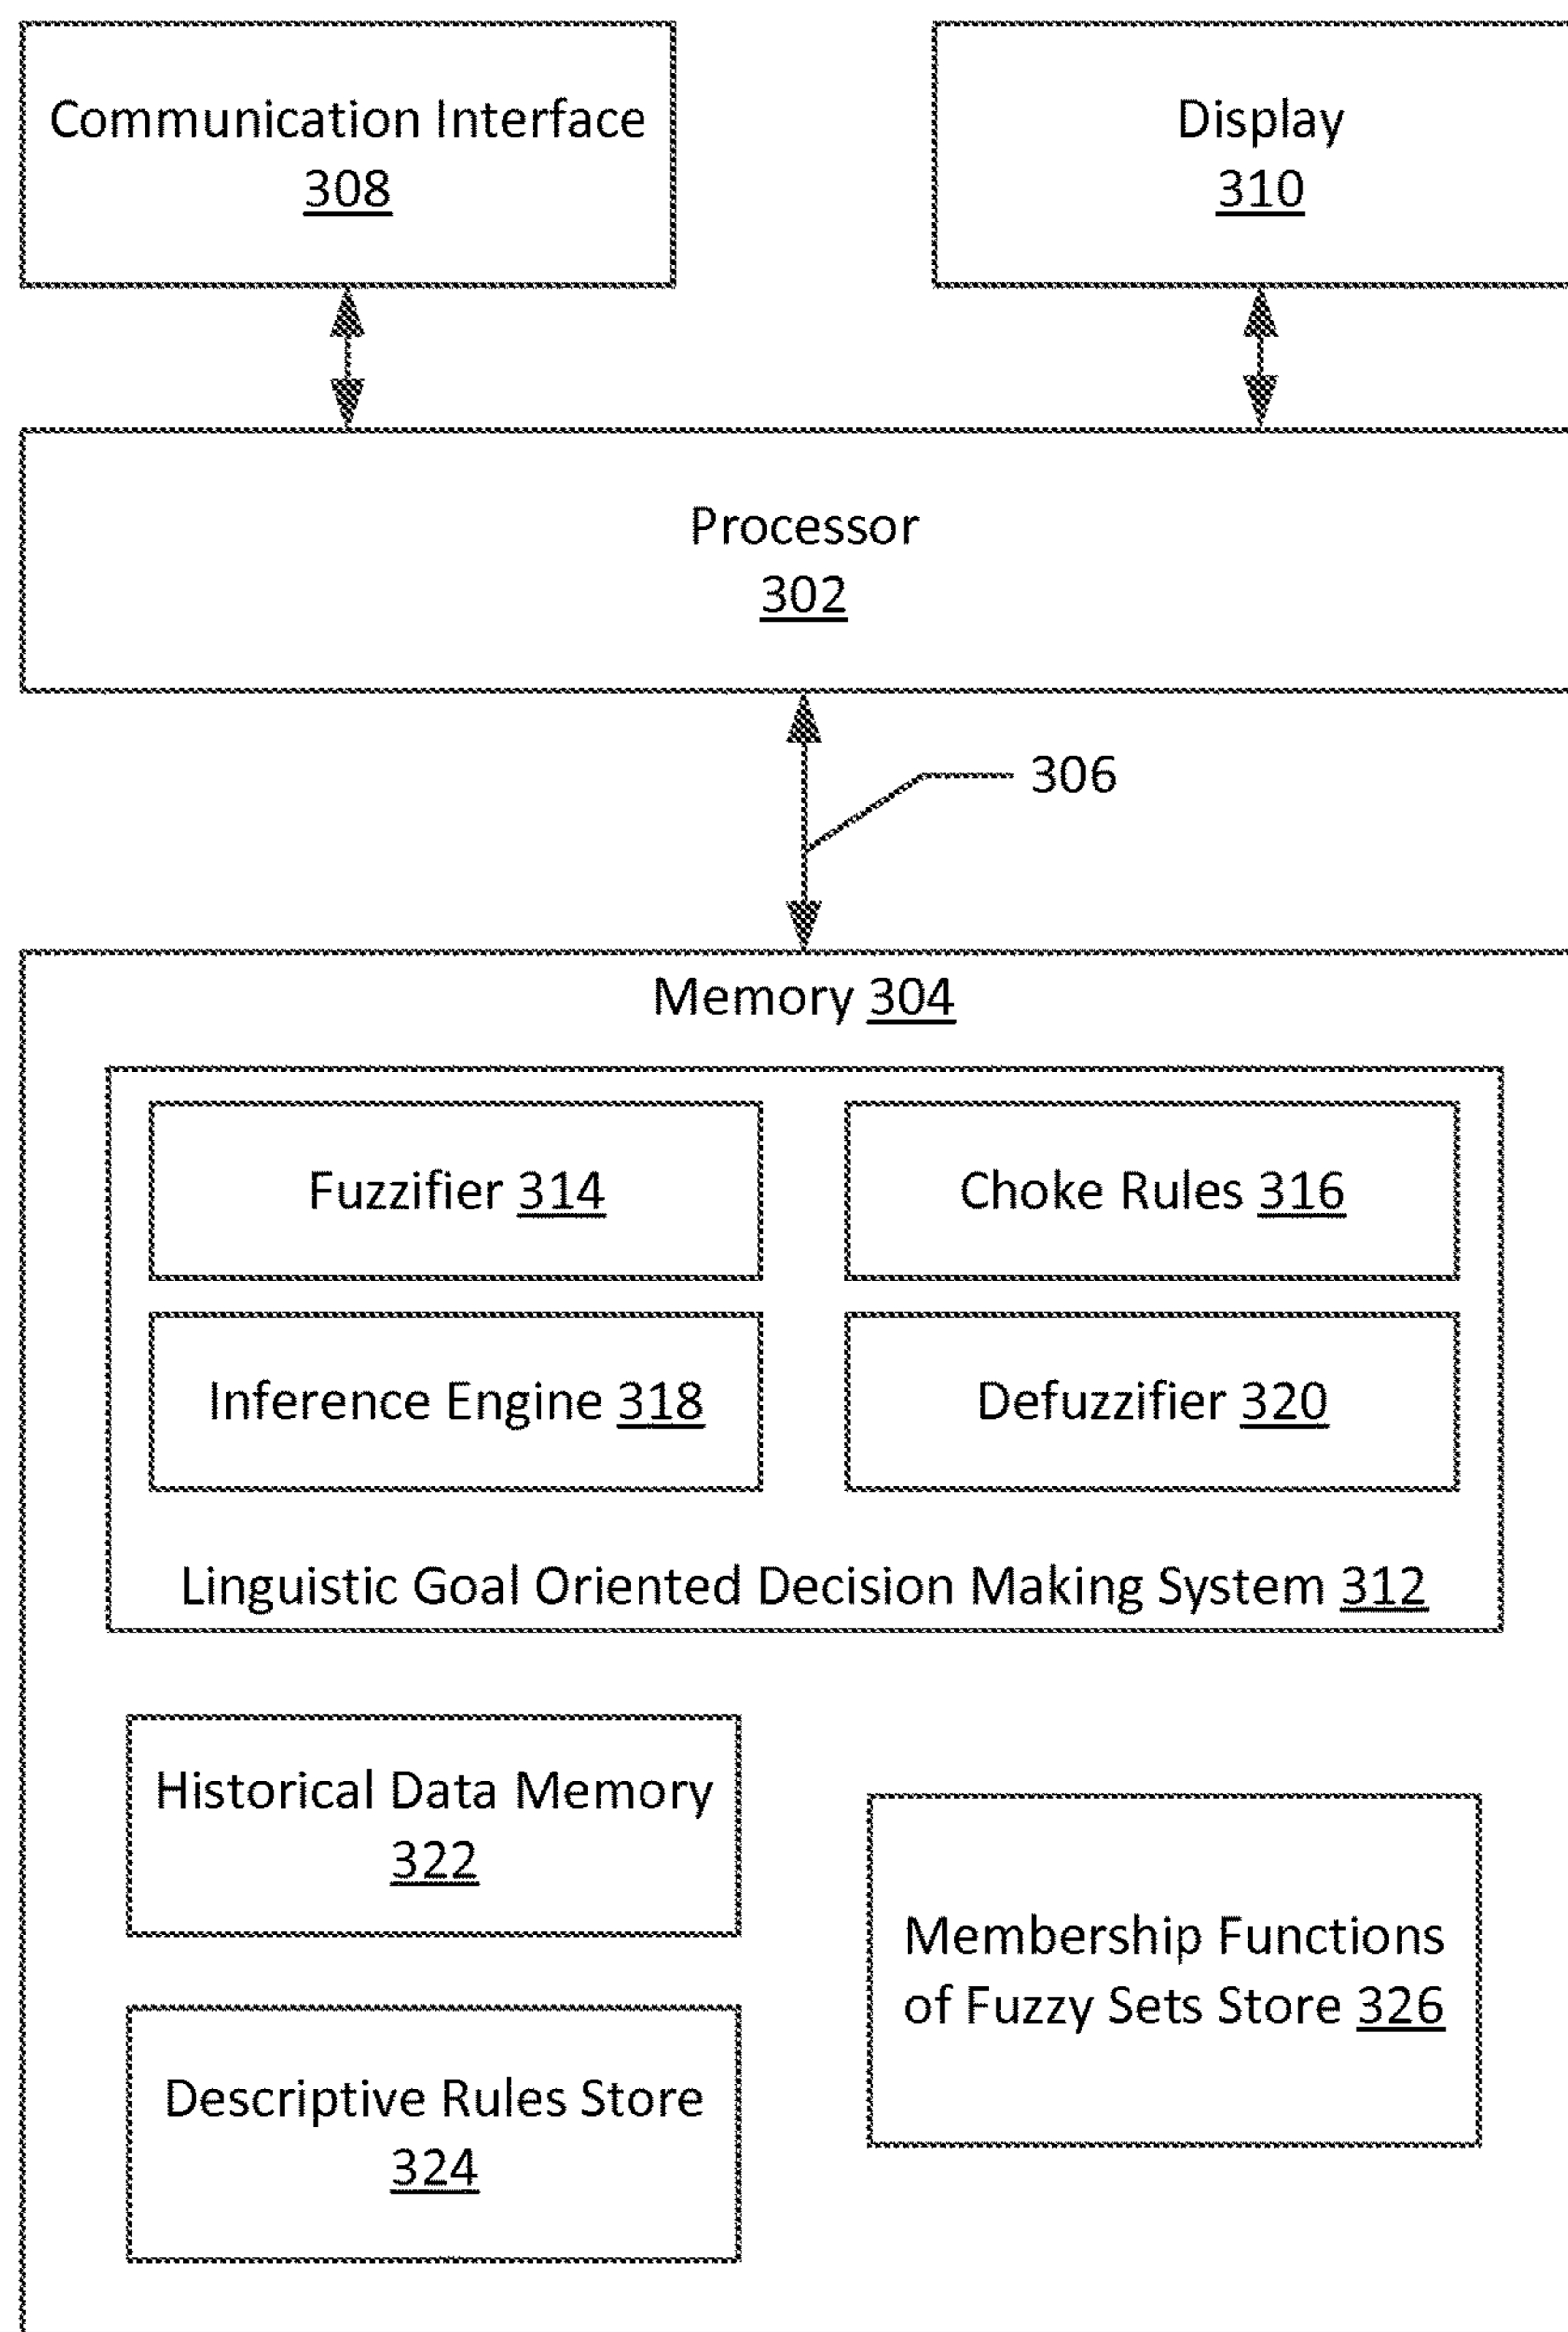 Communication Interface
308
Display
310
Processor
302
306
Memory 304
Fuzzifier 314
Choke Rules 316
Inference Engine 318
Defuzzifier 320
Linguistic Goal Oriented Decision Making System 312
Historical Data Memory
322
Membership Functions
of Fuzzy Sets Store 326
Descriptive Rules Store
324